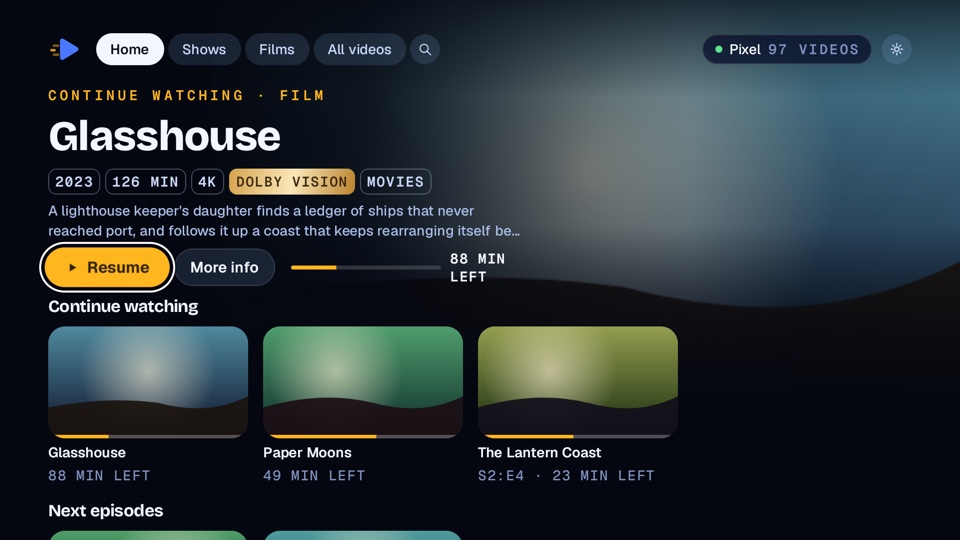 Home
Shows
Films
All videos
Pixel 97 VIDEOS
CONTINUE WATCHING · FILM
Glasshouse
2023
126 MIN
4K
DOLBY VISION
MOVIES
A lighthouse keeper's daughter finds a ledger of ships that never
reached port, and follows it up a coast that keeps rearranging itself be…
Resume
More info
88 MIN
LEFT
Continue watching
Glasshouse
88 MIN LEFT
Paper Moons
49 MIN LEFT
The Lantern Coast
S2:E4 · 23 MIN LEFT
Next episodes